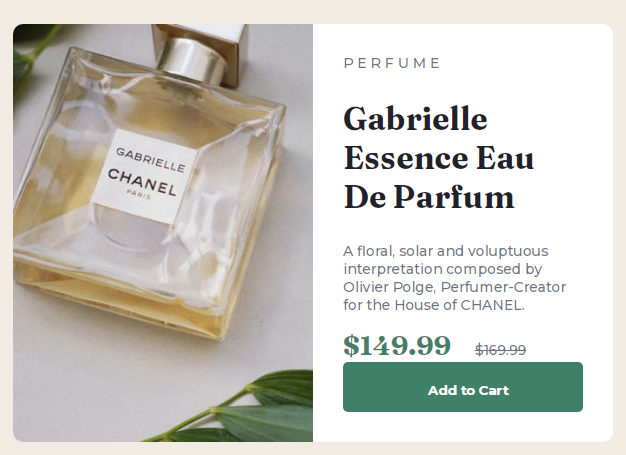 GABRIELLE
CHANEL
PARIS
PERFUME
Gabrielle
Essence Eau
De Parfum
A floral, solar and voluptuous
interpretation composed by
Olivier Polge, Perfumer-Creator
for the House of CHANEL.
$149.99 $169.99
Add to Cart